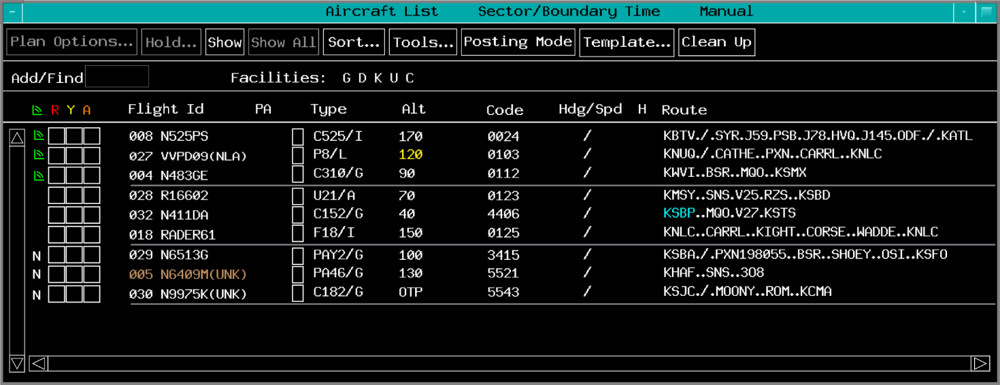 Aircraft List Sector/Boundary Time Manual
Plan Options... Hold... Show Show All Sort... Tools... Posting Mode Template... Clean Up
Add/Find Facilities: G D K U C
R Y A Flight Id PA Type Alt Code Hdg/Spd H Route
008 N525PS C525/I 170 0024 / KBTV./.SYR.J59.PSB.J78.HVQ.J145.ODF./.KATL
027 VVPD09(NLA) P8/L 120 0103 / KNUQ./.CATHE..PXN..CARRL..KNLC
004 N483GE C310/G 90 0112 / KWVI..BSR..MQO..KSMX
028 R16602 U21/A 70 0123 / KMSY..SNS.V25.RZS..KSBD
032 N411DA C152/G 40 4406 / KSBP..MQO.V27.KSTS
018 RADER61 F18/I 150 0125 / KNLC..CARRL..KIGHT..CORSE..WADDE..KNLC
N 029 N6513G PAY2/G 100 3415 / KSBA./.PXN198055..BSR..SHOEY..OSI..KSFO
N 005 N6409M(UNK) PA46/G 130 5521 / KHAF..SNS..3O8
N 030 N9975K(UNK) C182/G OTP 5543 / KSJC./.MOONY..ROM..KCMA